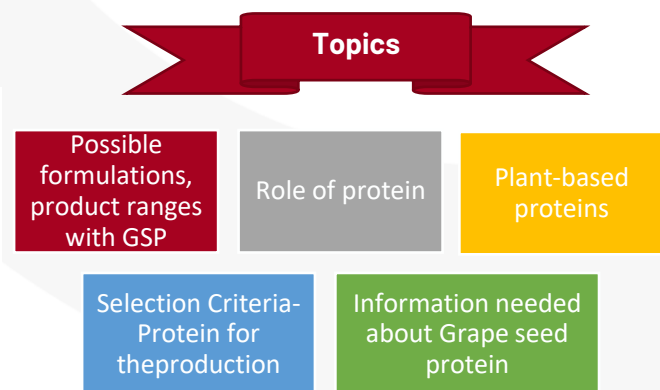 Topics
Possible
formulations,
product ranges
with GSP
Role of protein
Plant-based
proteins
Selection Criteria-
Protein for
theproduction
Information needed
about Grape seed
protein